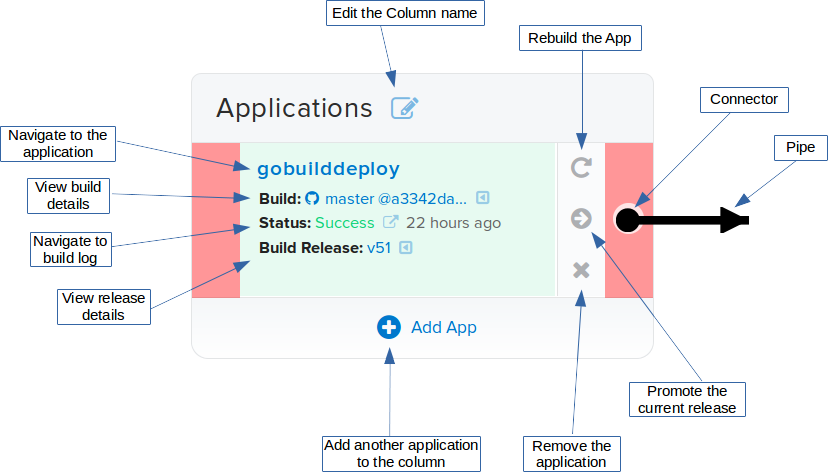 Edit the Column name
Rebuild the App
Connector
Pipe
Applications
Navigate to the
application
gobuilddeploy
View build
details
Build: master @a3342da...
Status: Success 22 hours ago
Navigate to
build log
Build Release: v51
View release
details
Add App
Promote the
current release
Add another application
to the column
Remove the
application